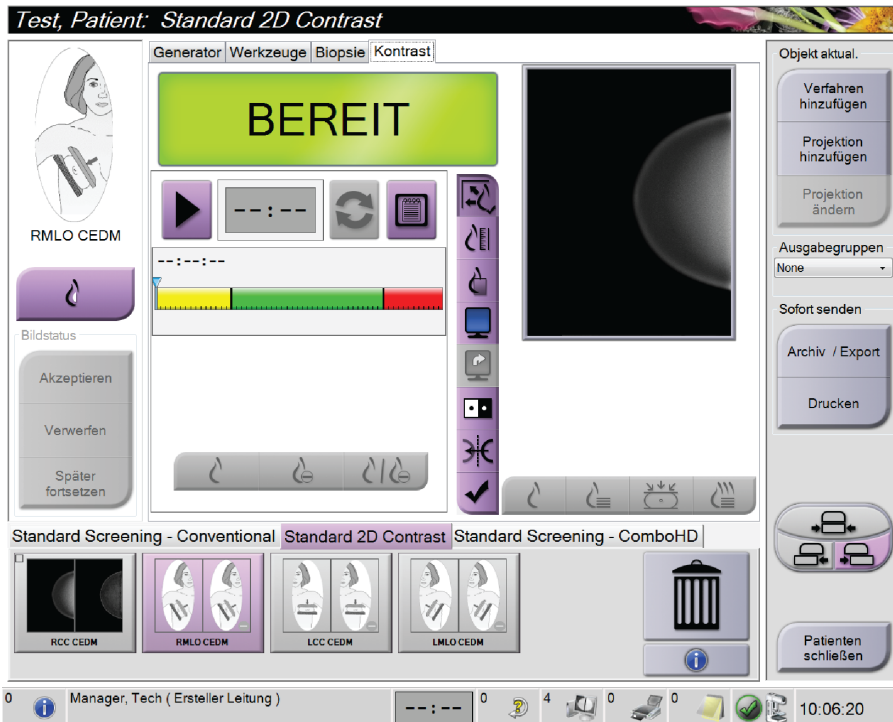 Test, Patient: Standard 2D Contrast
Generator Werkzeuge Biopsie Kontrast
BEREIT
--:--
--:--:--
RMLO CEDM
Bildstatus
Akzeptieren
Verwerfen
Später
fortsetzen
Objekt aktual.
Verfahren
hinzufügen
Projektion
hinzufügen
Projektion
ändern
Ausgabegruppen
None
Sofort senden
Archiv / Export
Drucken
Standard Screening - Conventional Standard 2D Contrast Standard Screening - ComboHD
RCC CEDM RMLO CEDM LCC CEDM LMLO CEDM
Patienten
schließen
0 Manager, Tech ( Ersteller Leitung ) --:-- 0 4 0 0 10:06:20